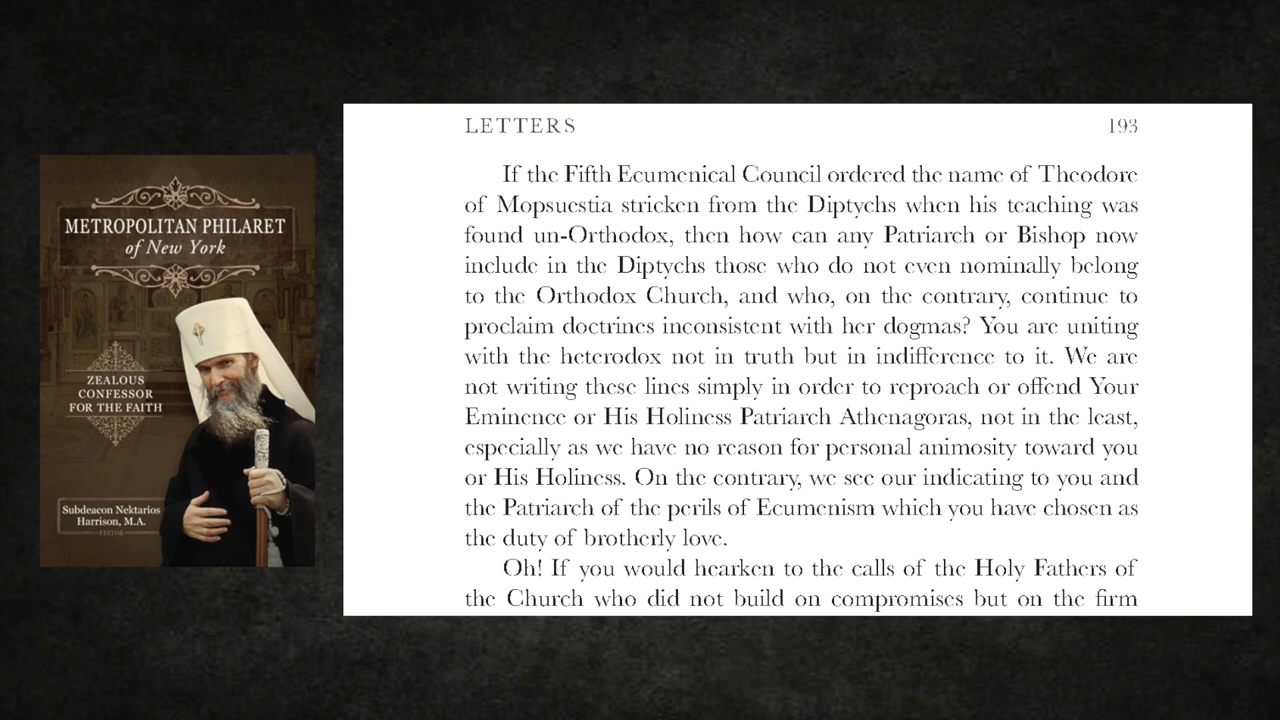 METROPOLITAN PHILARET
of New York
ZEALOUS
CONFESSOR
FOR THE FAITH
Subdeacon Nektarios
Harrison, M.A.
EDITOR
LETTERS 193
If the Fifth Ecumenical Council ordered the name of Theodore
of Mopsuestia stricken from the Diptychs when his teaching was
found un-Orthodox, then how can any Patriarch or Bishop now
include in the Diptychs those who do not even nominally belong
to the Orthodox Church, and who, on the contrary, continue to
proclaim doctrines inconsistent with her dogmas? You are uniting
with the heterodox not in truth but in indifference to it. We are
not writing these lines simply in order to reproach or offend Your
Eminence or His Holiness Patriarch Athenagoras, not in the least,
especially as we have no reason for personal animosity toward you
or His Holiness. On the contrary, we see our indicating to you and
the Patriarch of the perils of Ecumenism which you have chosen as
the duty of brotherly love.
Oh! If you would hearken to the calls of the Holy Fathers of
the Church who did not build on compromises but on the firm